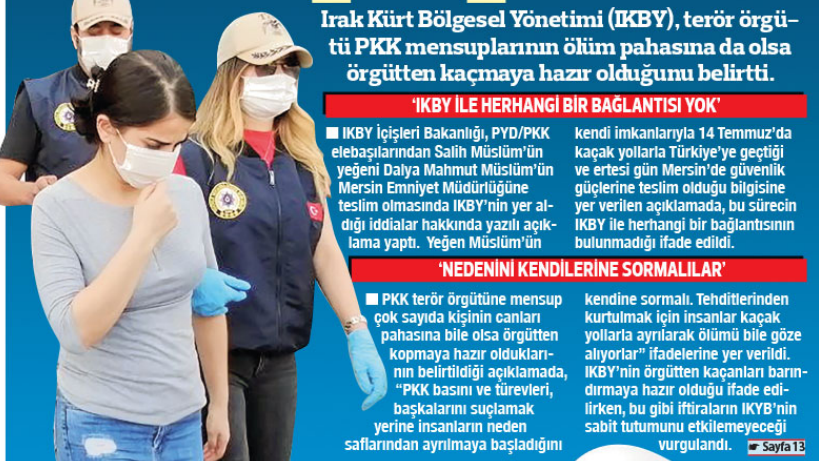 Irak Kürt Bölgesel Yönetimi (IKBY), terör örgü-
tü PKK mensuplarının ölüm pahasına da olsa
örgütten kaçmaya hazır olduğunu belirtti.
‘IKBY İLE HERHANGİ BİR BAĞLANTISI YOK’
■ IKBY İçişleri Bakanlığı, PYD/PKK
elebaşılarından Salih Müslüm’ün
yeğeni Dalya Mahmut Müslüm’ün
Mersin Emniyet Müdürlüğüne
teslim olmasında IKBY’nin yer al-
dığı iddialar hakkında yazılı açık-
lama yaptı. Yeğen Müslüm’ün
kendi imkanlarıyla 14 Temmuz’da
kaçak yollarla Türkiye’ye geçtiği
ve ertesi gün Mersin’de güvenlik
güçlerine teslim olduğu bilgisine
yer verilen açıklamada, bu sürecin
IKBY ile herhangi bir bağlantısının
bulunmadığı ifade edildi.
‘NEDENİNİ KENDİLERİNE SORMALILAR’
■ PKK terör örgütüne mensup
çok sayıda kişinin canları
pahasına bile olsa örgütten
kopmaya hazır oldukları-
nın belirtildiği açıklamada,
“PKK basını ve türevleri,
başkalarını suçlamak
yerine insanların neden
saflarından ayrılmaya başladığını
kendine sormalı. Tehditlerinden
kurtulmak için insanlar kaçak
yollarla ayrılarak ölümü bile göze
alıyorlar” ifadelerine yer verildi.
IKBY’nin örgütten kaçanları barın-
dırmaya hazır olduğu ifade edi-
lirken, bu gibi iftiraların IKYB’nin
sabit tutumunu etkilemeyeceği
vurgulandı.
☛ Sayfa 13